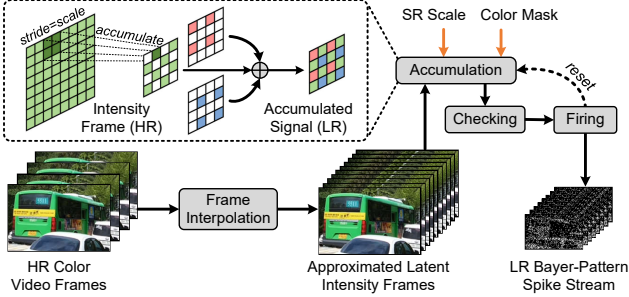 stride=scale
accumulate
Intensity
Frame (HR)
Accumulated
Signal (LR)
SR Scale
Color Mask
Accumulation
reset
Checking
Firing
Frame
Interpolation
HR Color
Video Frames
Approximated Latent
Intensity Frames
LR Bayer-Pattern
Spike Stream